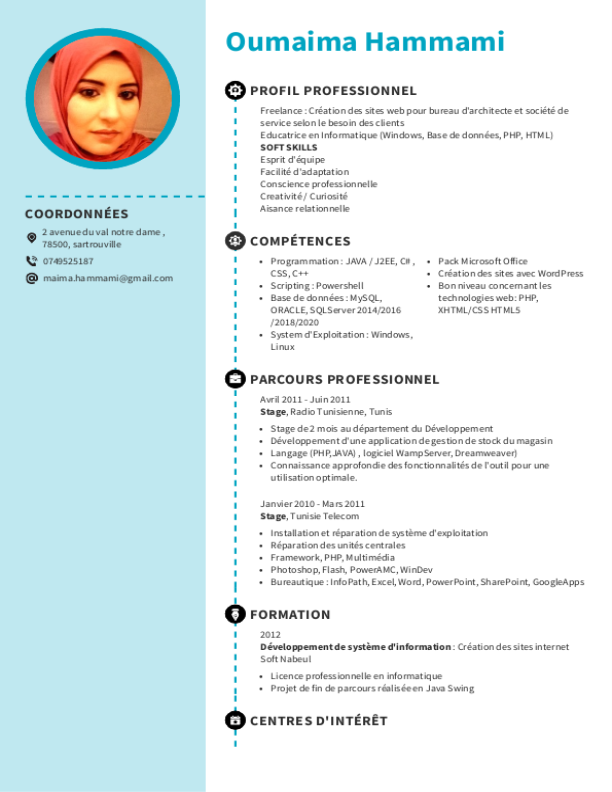 Oumaima Hammami
COORDONNÉES
2 avenue du val notre dame ,
78500, sartrouville
0749525187
maima.hammami@gmail.com
PROFIL PROFESSIONNEL
Freelance : Création des sites web pour bureau d'architecte et société de
service selon le besoin des clients
Educatrice en Informatique (Windows, Base de données, PHP, HTML)
SOFT SKILLS
Esprit d'équipe
Facilité d'adaptation
Conscience professionnelle
Creativité / Curiosité
Aisance relationnelle
COMPÉTENCES
• Programmation : JAVA / J2EE, C# ,
CSS, C++
• Scripting : Powershell
• Base de données : MySQL,
ORACLE, SQLServer 2014/2016
/2018/2020
• System d'Exploitation : Windows,
Linux
• Pack Microsoft Office
• Création des sites avec WordPress
• Bon niveau concernant les
technologies web: PHP,
XHTML/CSS HTML5
PARCOURS PROFESSIONNEL
Avril 2011 - Juin 2011
Stage, Radio Tunisienne, Tunis
• Stage de 2 mois au départment du Développement
• Développement d'une application de gestion de stock du magasin
• Langage (PHP,JAVA) , logiciel WampServer, Dreamweaver)
• Connaissance approfondie des fonctionnalités de l'outil pour une
utilisation optimale.
Janvier 2010 - Mars 2011
Stage, Tunisie Telecom
• Installation et réparation de système d'exploitation
• Réparation des unités centrales
• Framework, PHP, Multimédia
• Photoshop, Flash, PowerAMC, WinDev
• Bureautique : InfoPath, Excel, Word, PowerPoint, SharePoint, GoogleApps
FORMATION
2012
Développement de système d'information : Création des sites internet
Soft Nabeul
• Licence professionnelle en informatique
• Projet de fin de parcours réalisée en Java Swing
CENTRES D'INTÉRÊT